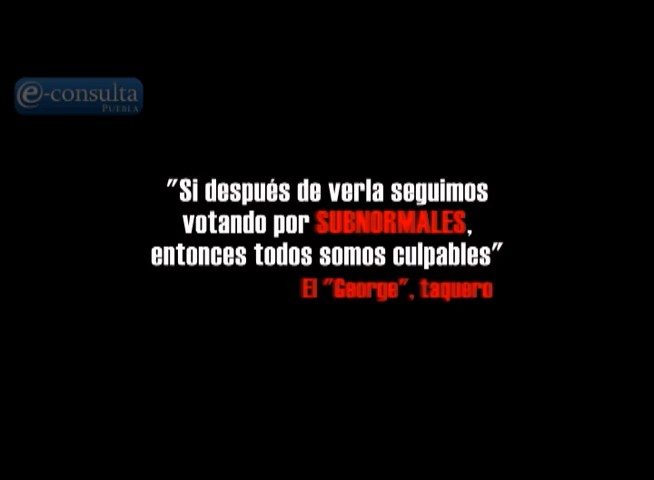 e-consulta
PUEBLA
"Si después de verla seguimos
votando por SUBNORMALES,
entonces todos somos culpables"
El "George", taquero